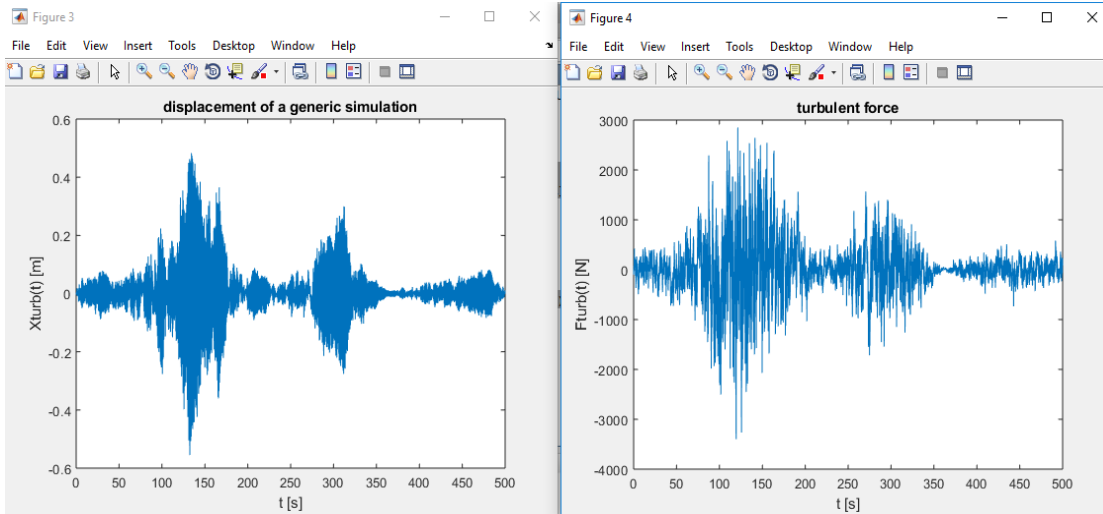 Figure 3
File Edit View Insert Tools Desktop Window Help
displacement of a generic simulation
0.6
0.4
0.2
0
-0.2
-0.4
-0.6
Xturb(t) [m]
0 50 100 150 200 250 300 350 400 450 500
t [s]
Figure 4
File Edit View Insert Tools Desktop Window Help
turbulent force
3000
2000
1000
0
-1000
-2000
-3000
-4000
Fturb(t) [N]
0 50 100 150 200 250 300 350 400 450 500
t [s]